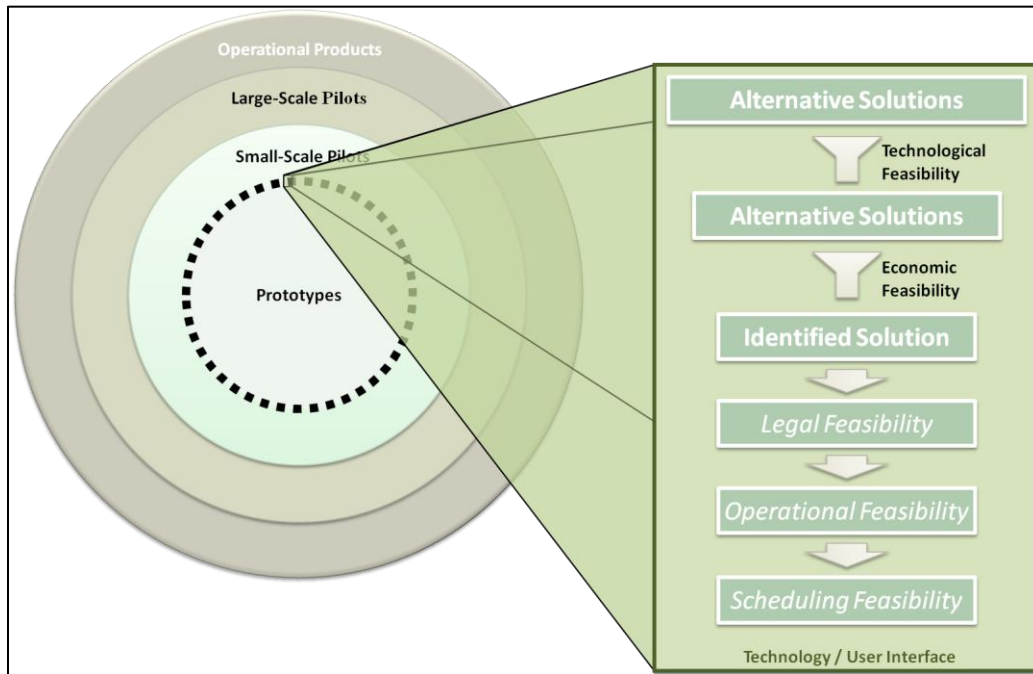 Operational Products
Large-Scale Pilots
Small-Scale Pilots
Prototypes
Alternative Solutions
Technological
Feasibility
Alternative Solutions
Economic
Feasibility
Identified Solution
Legal Feasibility
Operational Feasibility
Scheduling Feasibility
Technology / User Interface